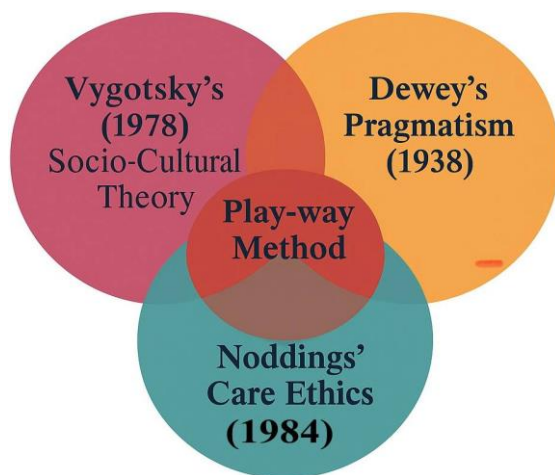 Vygotsky's
(1978)
Socio-Cultural
Theory
Dewey's
Pragmatism
(1938)
Play-way
Method
Noddings'
Care Ethics
(1984)